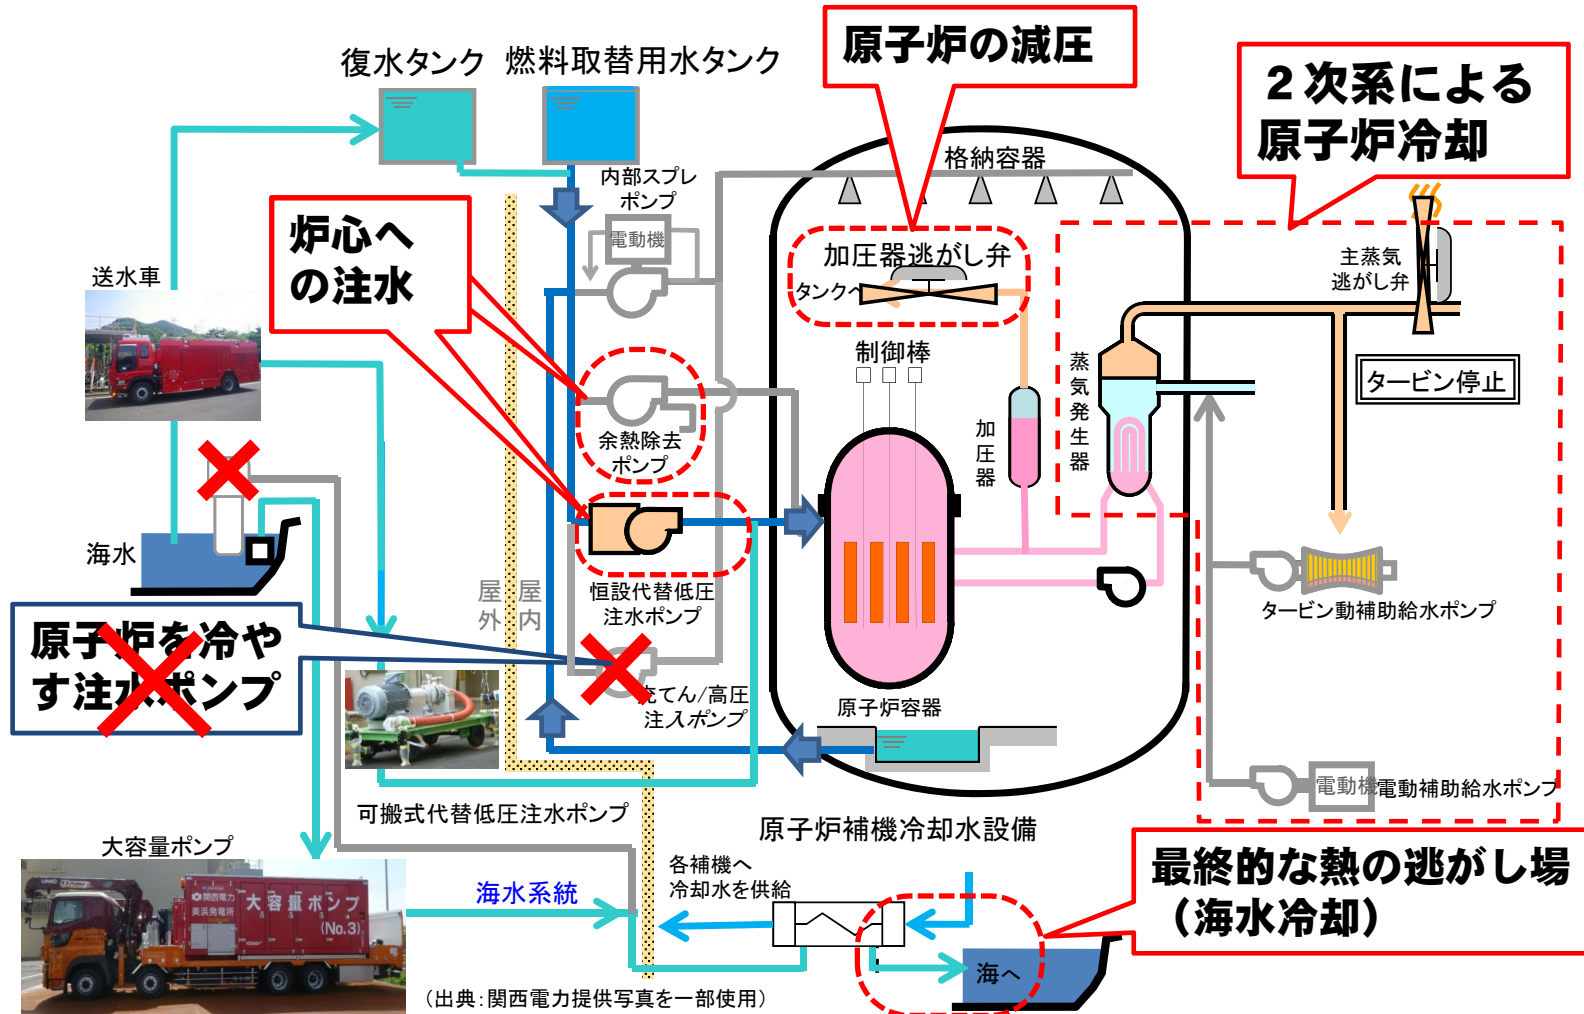 原子炉の減圧
２次系による
原子炉冷却
復水タンク
燃料取替用水タンク
格納容器
内部スプレ
ポンプ
電動機
炉心へ
の注水
加圧器逃がし弁
タンクへ
主蒸気
逃がし弁
送水車
制御棒
蒸気発生器
タービン停止
加圧器
余熱除去
ポンプ
海水
恒設代替低圧
注水ポンプ
屋外
屋内
タービン動補助給水ポンプ
原子炉を冷や
す注水ポンプ
充てん/高圧
注入ポンプ
原子炉容器
電動機
電動補助給水ポンプ
可搬式代替低圧注水ポンプ
原子炉補機冷却水設備
大容量ポンプ
各補機へ
冷却水を供給
最終的な熱の逃がし場
（海水冷却）
海水系統
関西電力
美浜発電所
大容量ポンプ
(No.3)
海へ
（出典：関西電力提供写真を一部使用）